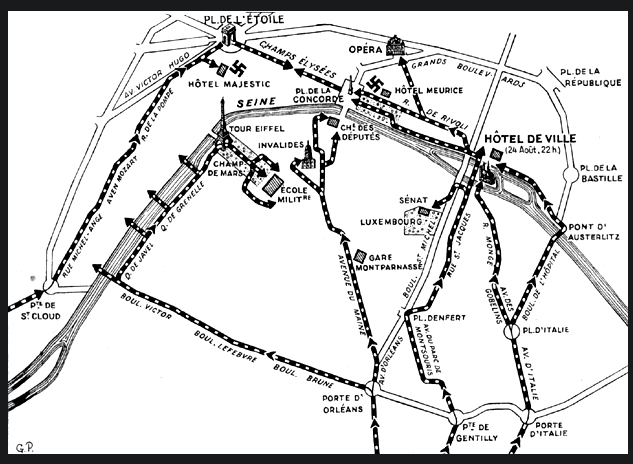 PL. DE L'ÉTOILE
AV. VICTOR HUGO
CHAMPS ÉLYSÉES
OPÉRA
GRANDS BOULEVARDS
PL. DE LA
RÉPUBLIQUE
HÔTEL MAJESTIC
R. DE LA POMPE
PL. DE LA
CONCORDE
HÔTEL MEURICE
R. DE RIVOLI
SEINE
TOUR EIFFEL
INVALIDES
CHB. DES
DÉPUTÉS
HÔTEL DE VILLE
(24 Août, 22 h)
CHAMP
DE MARS
ÉCOLE
MILITRE
PL. DE LA
BASTILLE
AVEN. MOZART
RUE MICHEL-ANGE
Q. DE GRENELLE
Q. DE JAVEL
SÉNAT
LUXEMBOURG
BOUL. ST MICHEL
RUE ST JACQUES
R. MONGE
AV. DES
GOBELINS
BOUL. DE L'HÔPITAL
PONT D'
AUSTERLITZ
GARE
MONTPARNASSE
AVENUE DU MAINE
PTE DE
ST CLOUD
BOUL. VICTOR
BOUL. LEFEBVRE
BOUL. BRUNE
AV. D'ORLÉANS
PL. DENFERT
AV. DU PARC DE
MONTSOURIS
PL. D'ITALIE
AV. D'ITALIE
PORTE D'
ORLÉANS
PTE DE
GENTILLY
PORTE
D'ITALIE
G.P.